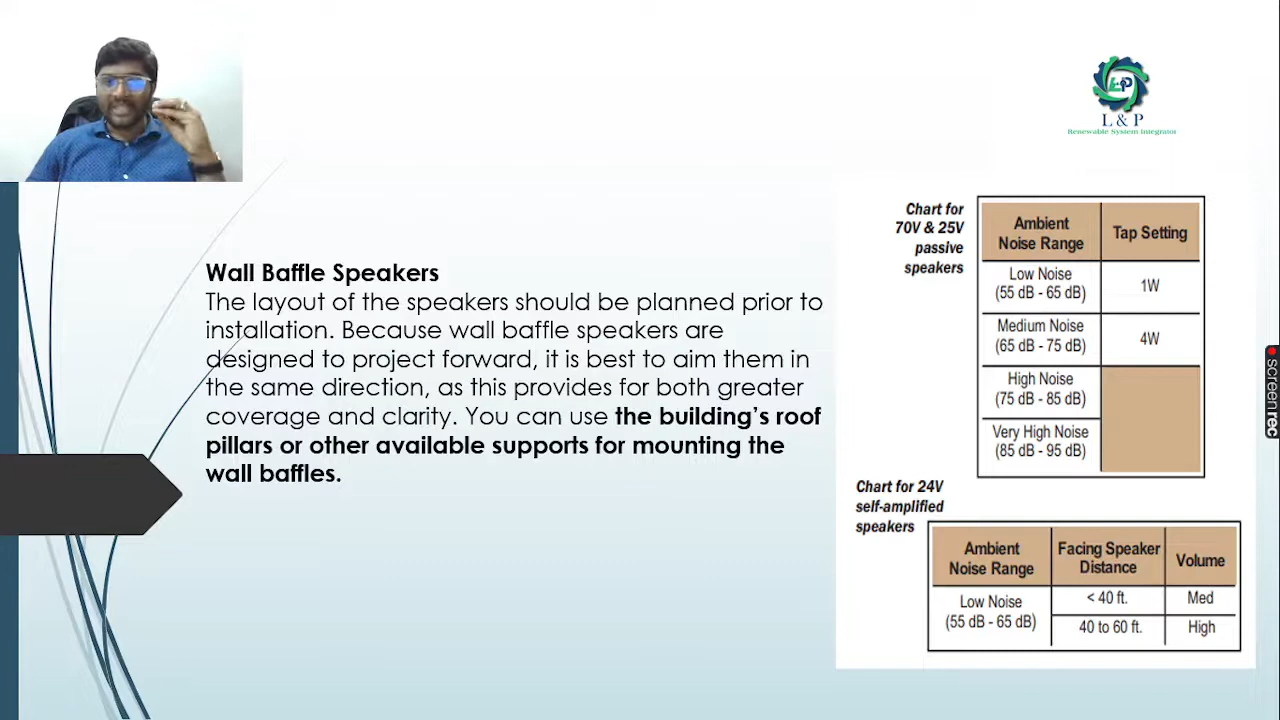 L & P
Renewable System Integrator
Wall Baffle Speakers
The layout of the speakers should be planned prior to
installation. Because wall baffle speakers are
designed to project forward, it is best to aim them in
the same direction, as this provides for both greater
coverage and clarity. You can use the building's roof
pillars or other available supports for mounting the
wall baffles.
Chart for
70V & 25V
passive
speakers
Ambient
Noise Range
Tap Setting
Low Noise
(55 dB - 65 dB)
1W
Medium Noise
(65 dB - 75 dB)
4W
High Noise
(75 dB - 85 dB)
Very High Noise
(85 dB - 95 dB)
Chart for 24V
self-amplified
speakers
Ambient
Noise Range
Facing Speaker
Distance
Volume
Low Noise
(55 dB - 65 dB)
< 40 ft.
Med
40 to 60 ft.
High
screenrec